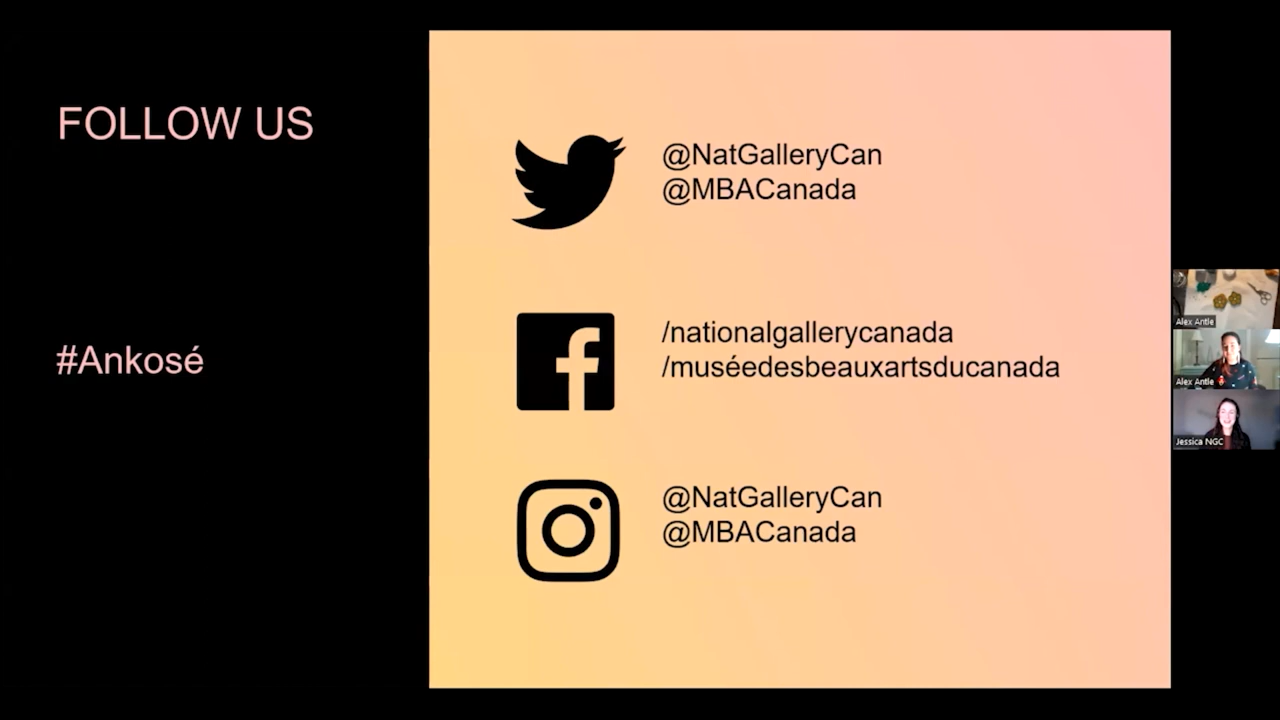 FOLLOW US
#Ankosé
@NatGalleryCan
@MBACanada
/nationalgallerycanada
/muséedesbeauxartsducanada
@NatGalleryCan
@MBACanada
Alex Antle
Alex Antle
Jessica NGC